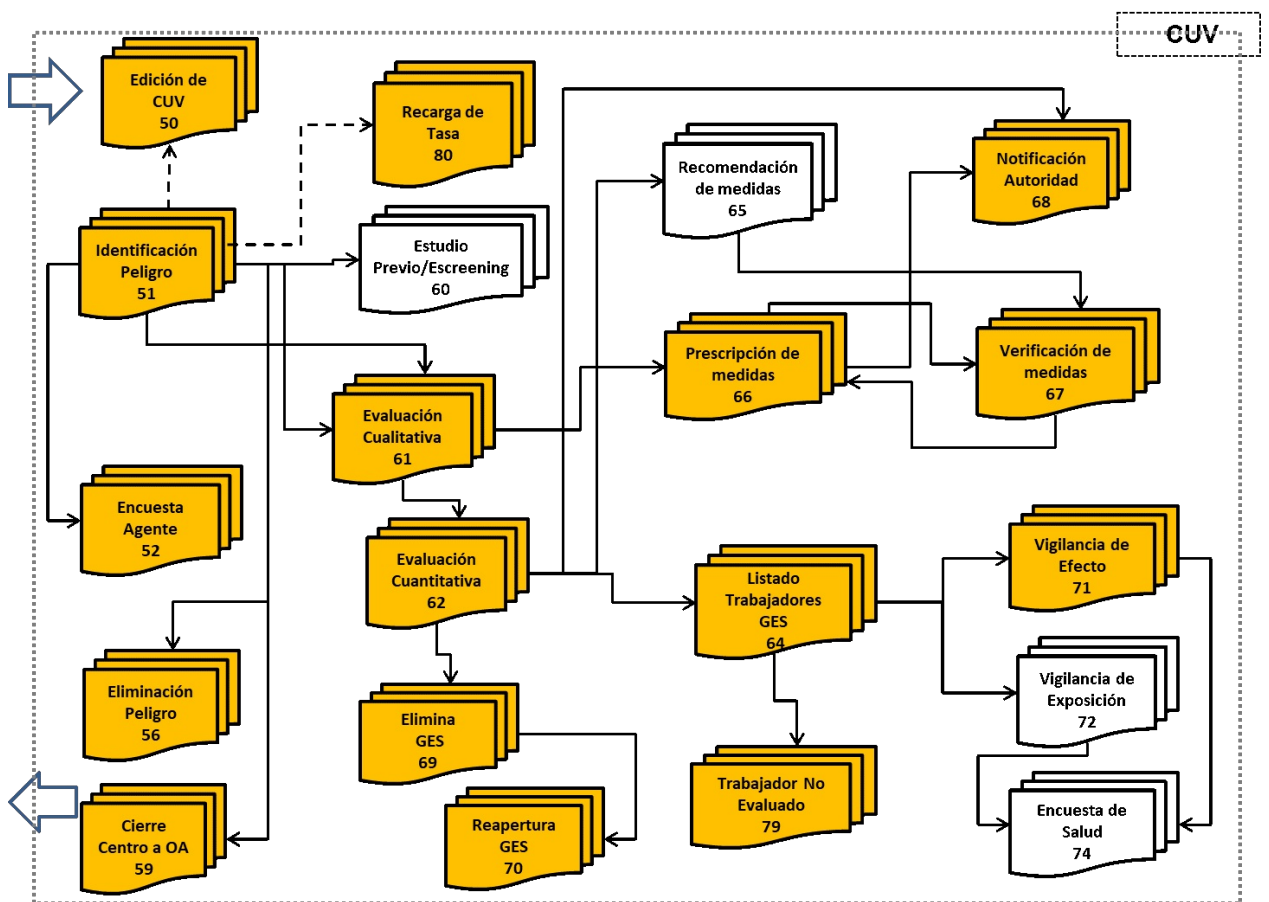 CUV
Edición de
CUV
50
Recarga de
Tasa
80
Recomendación
de medidas
65
Notificación
Autoridad
68
Identificación
Peligro
51
Estudio
Previo/Escreening
60
Prescripción de
medidas
66
Verificación de
medidas
67
Evaluación
Cualitativa
61
Encuesta
Agente
52
Evaluación
Cuantitativa
62
Listado
Trabajadores
GES
64
Vigilancia de
Efecto
71
Eliminación
Peligro
56
Elimina
GES
69
Vigilancia de
Exposición
72
Trabajador No
Evaluado
79
Cierre
Centro a OA
59
Reapertura
GES
70
Encuesta de
Salud
74